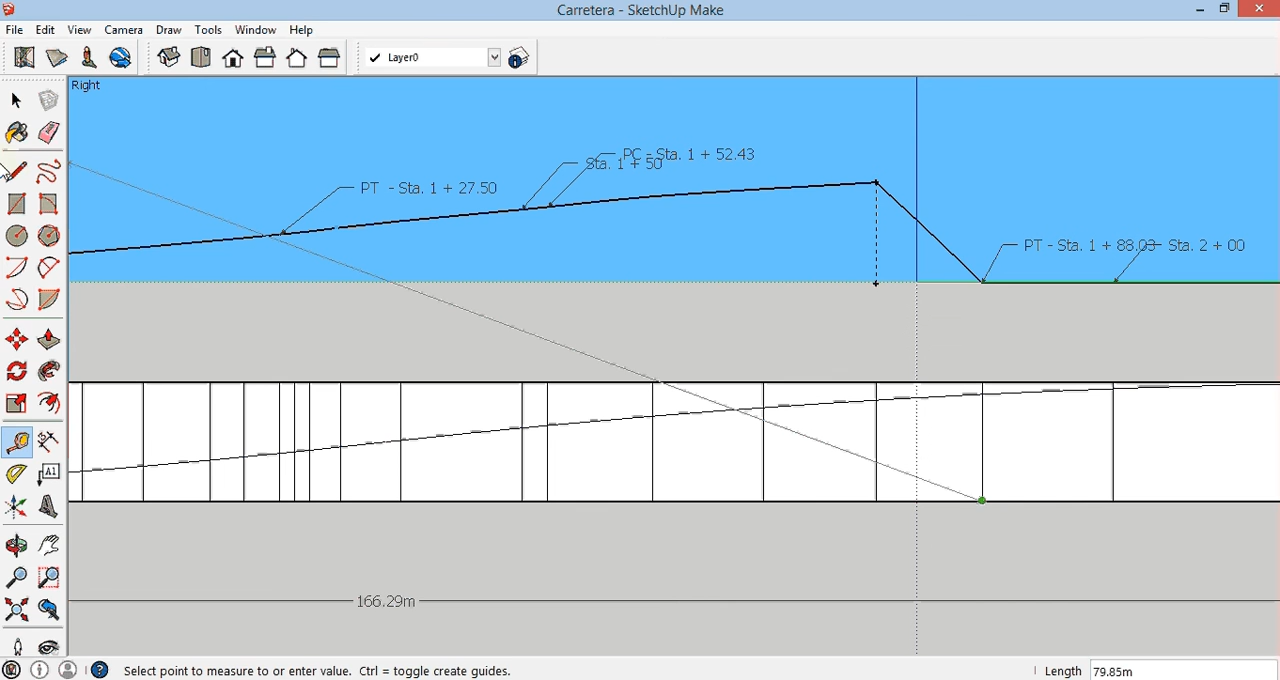 Carretera - SketchUp Make
File Edit View Camera Draw Tools Window Help
Layer0
Right
PC - Sta. 1 + 52.43
Sta. 1 + 50
PT - Sta. 1 + 27.50
PT - Sta. 1 + 88.03
Sta. 2 + 00
A1
166.29m
Select point to measure to or enter value. Ctrl = toggle create guides.
Length 79.85m